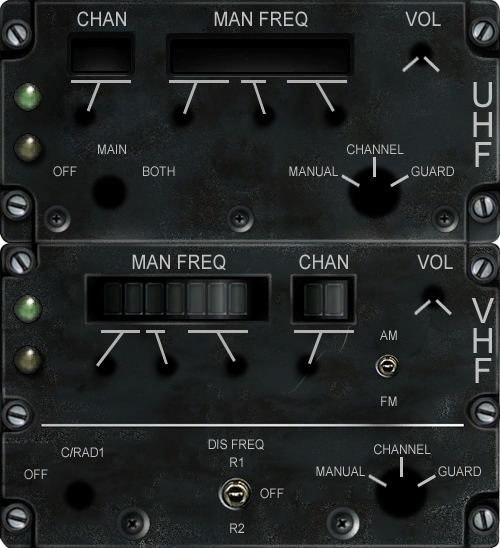 CHAN MAN FREQ VOL
UHF
MAIN
OFF BOTH
CHANNEL
MANUAL GUARD
MAN FREQ CHAN VOL
VHF
AM
FM
DIS FREQ
C/RAD1 R1 CHANNEL
OFF OFF MANUAL GUARD
R2